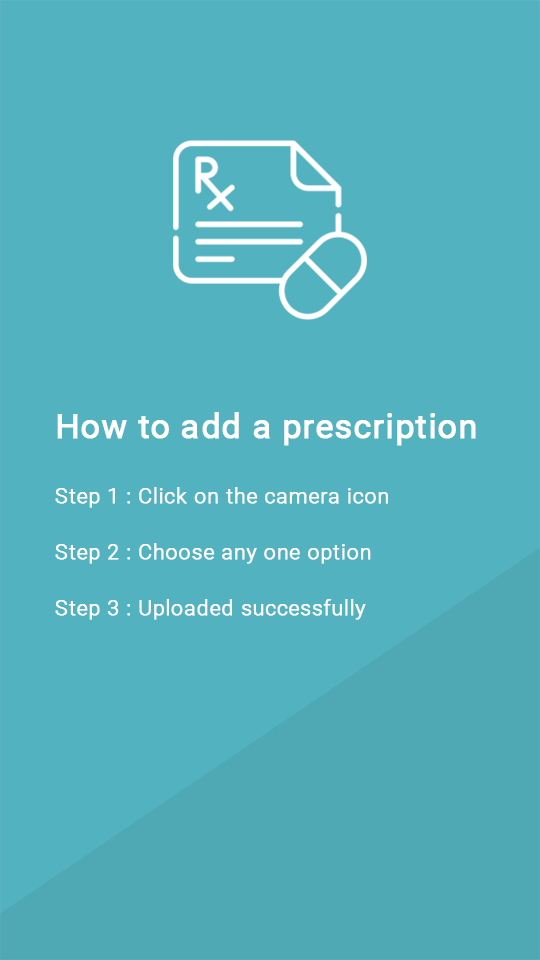 Rx
How to add a prescription
Step 1 : Click on the camera icon
Step 2 : Choose any one option
Step 3 : Uploaded successfully